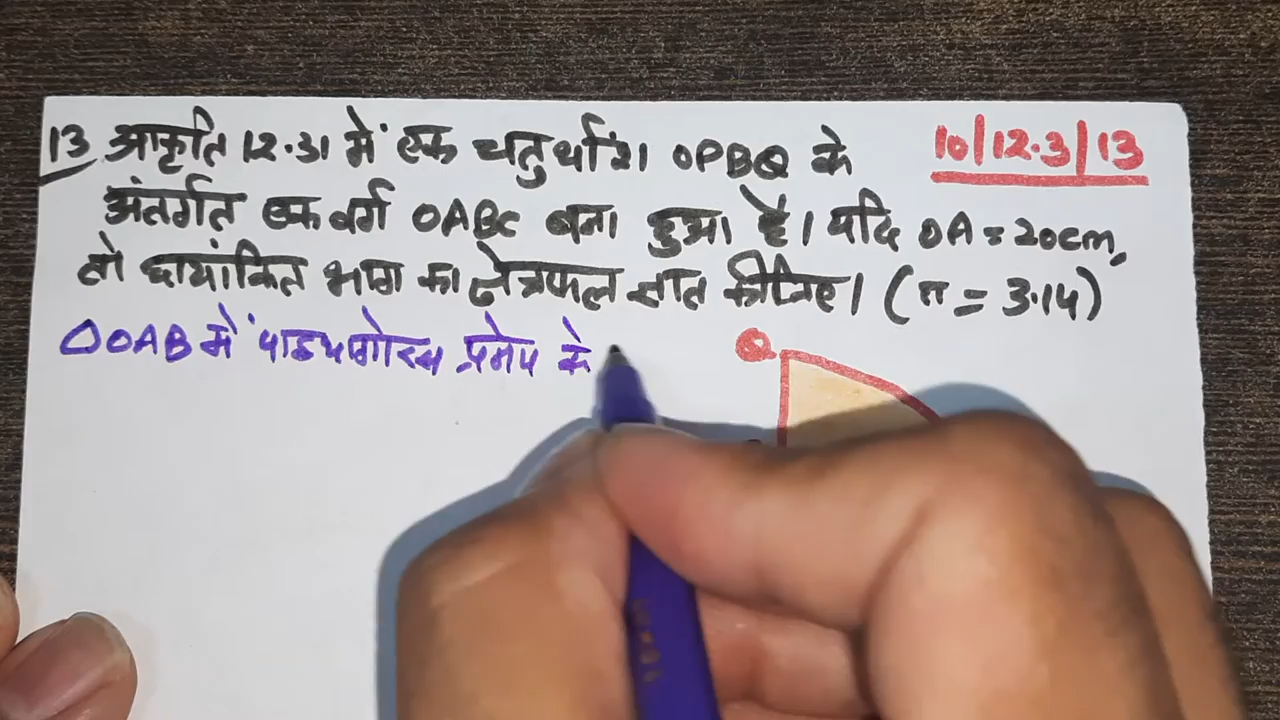 13 आकृति 12.31 में एक चतुर्थांश OPBQ के
10/12.3/13
अंतर्गत एक वर्ग OABC बना हुआ है। यदि OA = 20cm,
तो छायांकित भाग का क्षेत्रफल ज्ञात कीजिए। (π = 3.14)
△OAB में पाइथागोरस प्रमेय के
Q